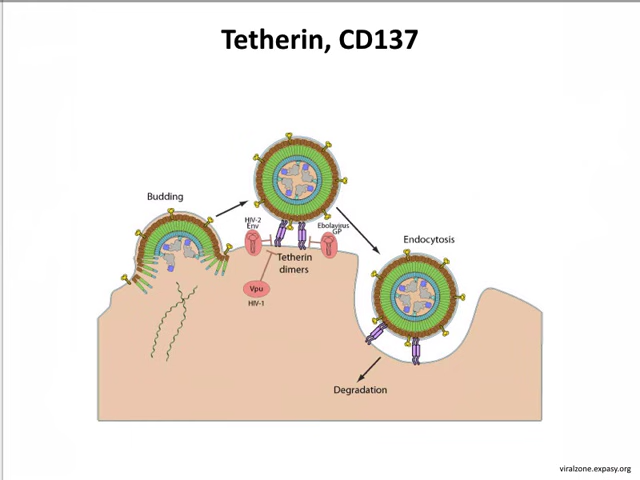 Tetherin, CD137
Budding
HIV-2
Env
Ebolavirus
GP
Tetherin
dimers
Vpu
HIV-1
Endocytosis
Degradation
viralzone.expasy.org